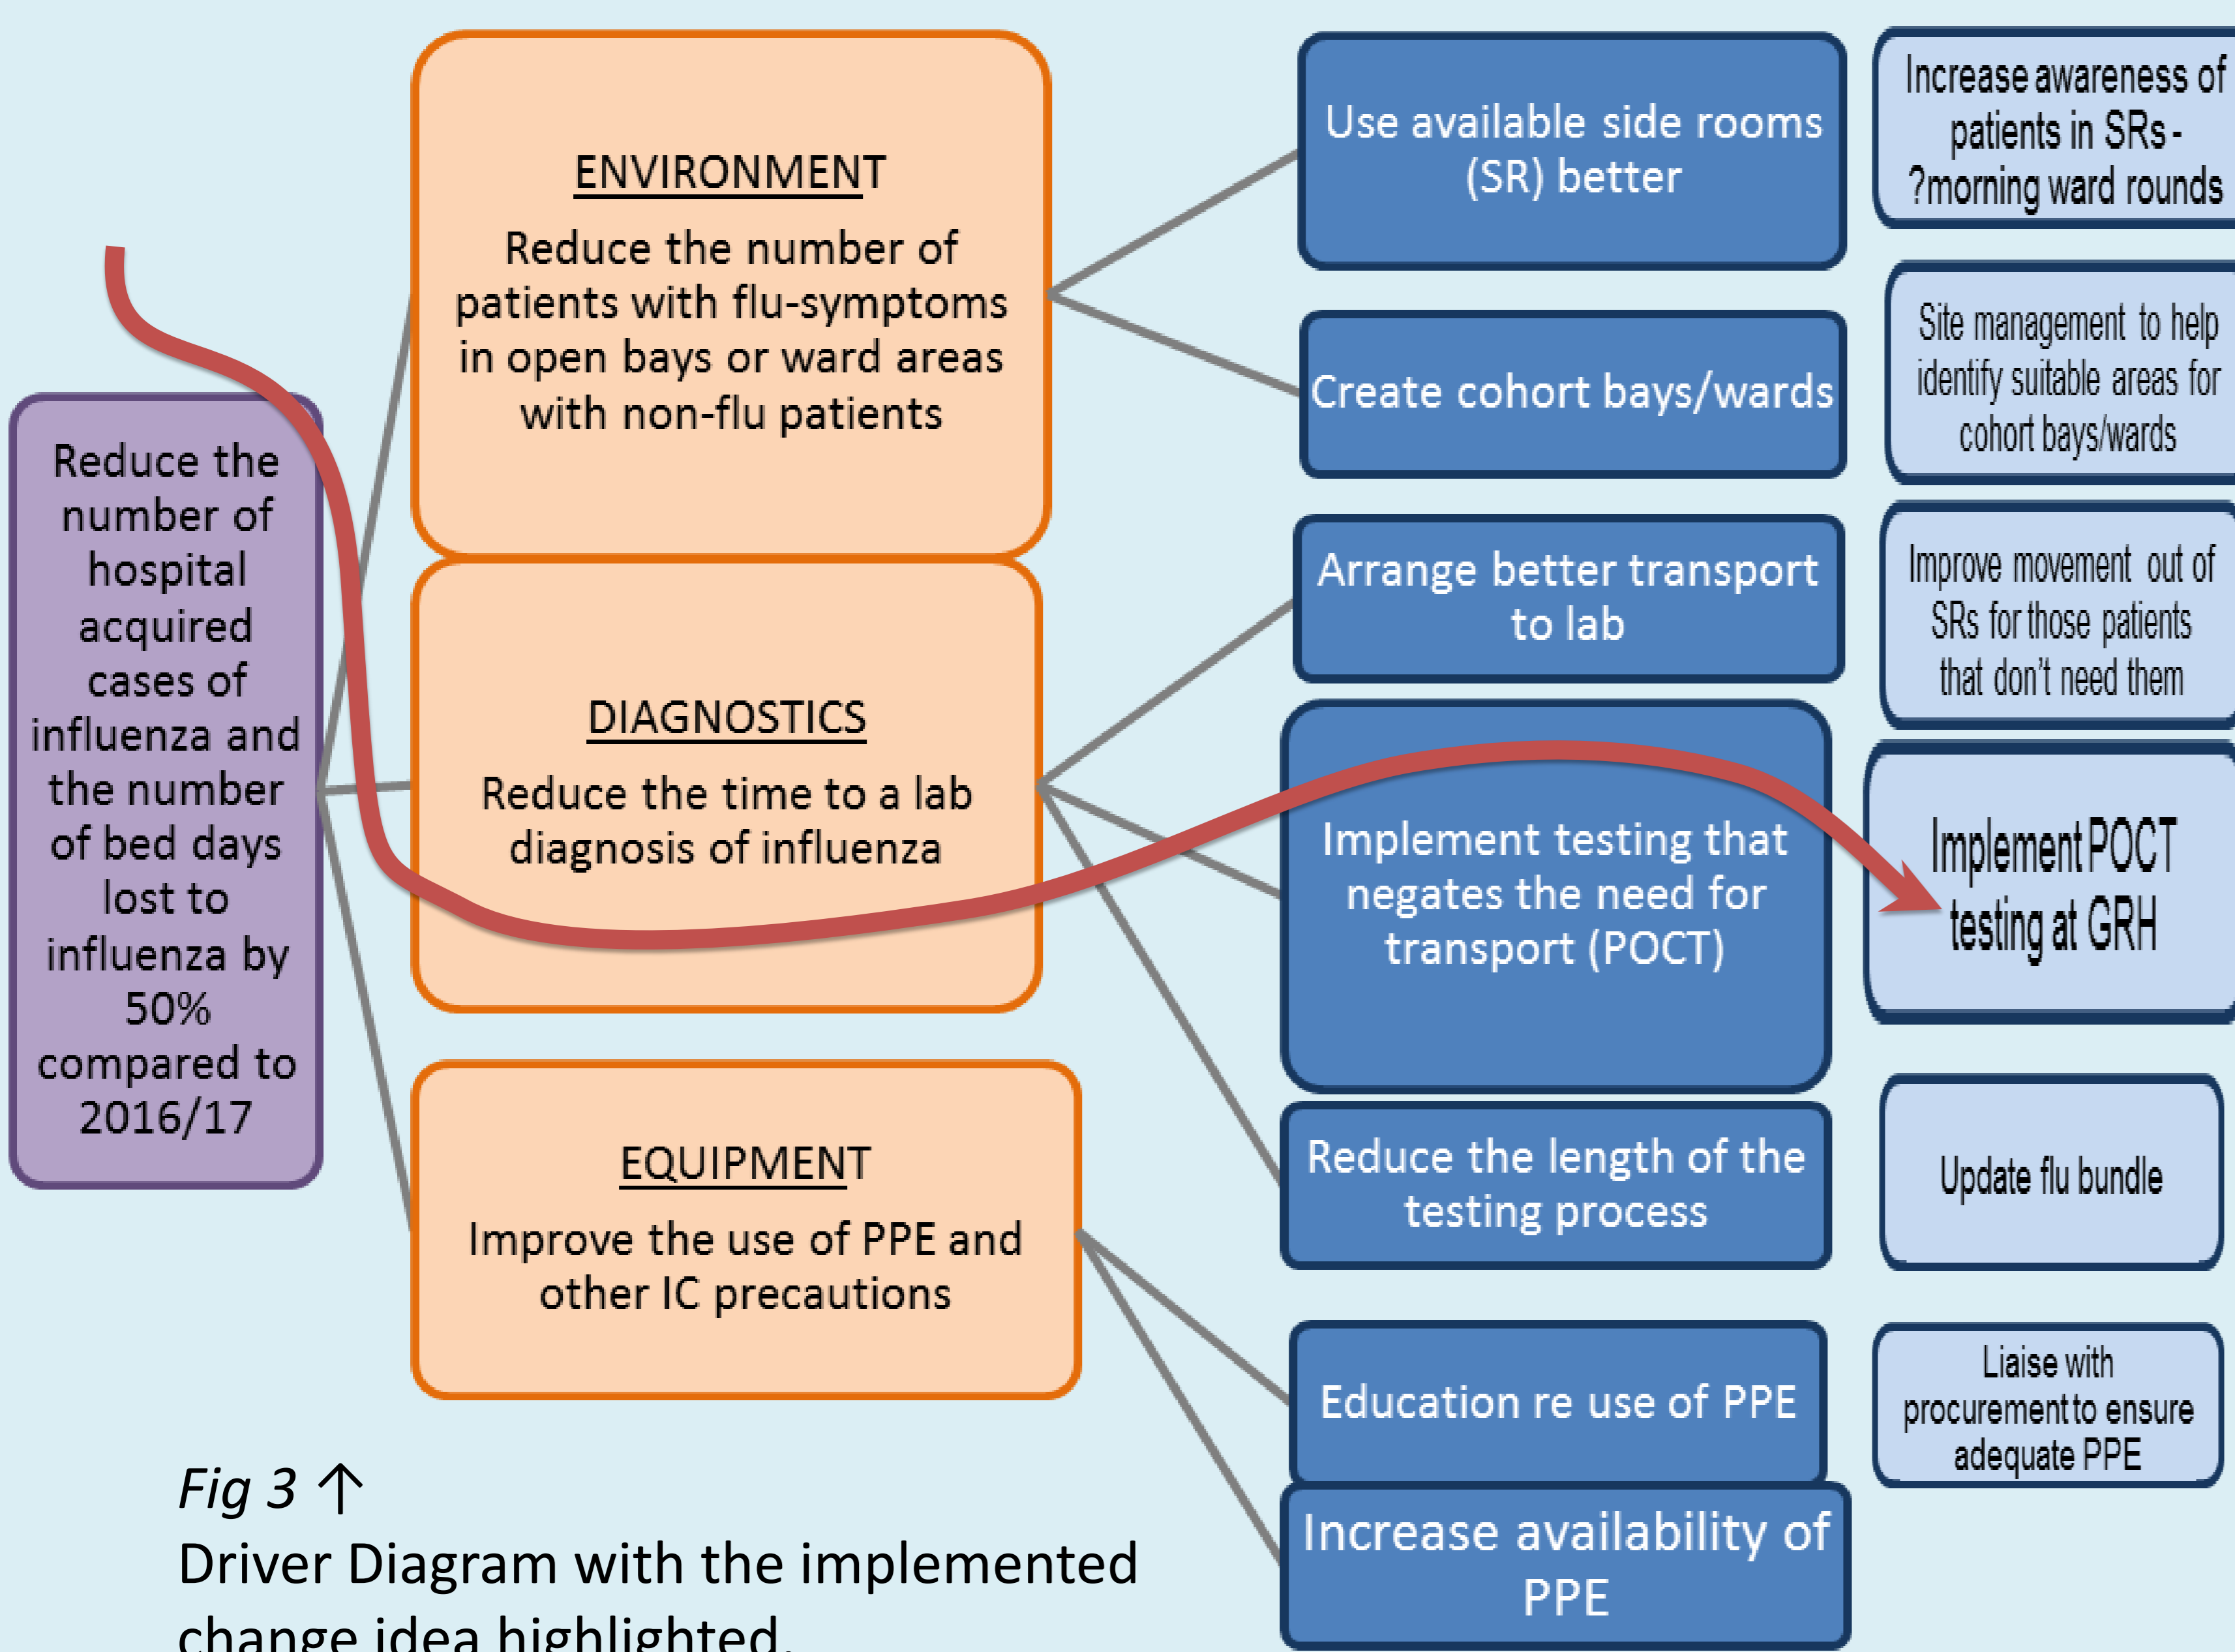 Reduce the
number of
hospital
acquired
cases of
influenza and
the number
of bed days
lost to
influenza by
50%
compared to
2016/17
ENVIRONMENT
Reduce the number of
patients with flu-symptoms
in open bays or ward areas
with non-flu patients
DIAGNOSTICS
Reduce the time to a lab
diagnosis of influenza
EQUIPMENT
Improve the use of PPE and
other IC precautions
Use available side rooms
(SR) better
Create cohort bays/wards
Arrange better transport
to lab
Implement testing that
negates the need for
transport (POCT)
Reduce the length of the
testing process
Education re use of PPE
Increase availability of
PPE
Increase awareness of
patients in SRs -
?morning ward rounds
Site management to help
identify suitable areas for
cohort bays/wards
Improve movement out of
SRs for those patients
that don't need them
Implement POCT
testing at GRH
Update flu bundle
Liaise with
procurement to ensure
adequate PPE
Fig 3 ↑
Driver Diagram with the implemented
change idea highlighted.